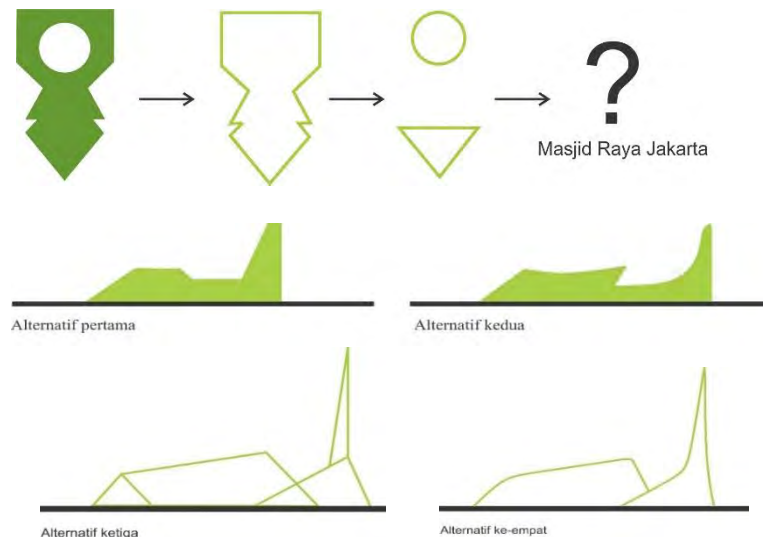 ?
Masjid Raya Jakarta
Alternatif pertama
Alternatif kedua
Alternatif ketiga
Alternatif ke-empat